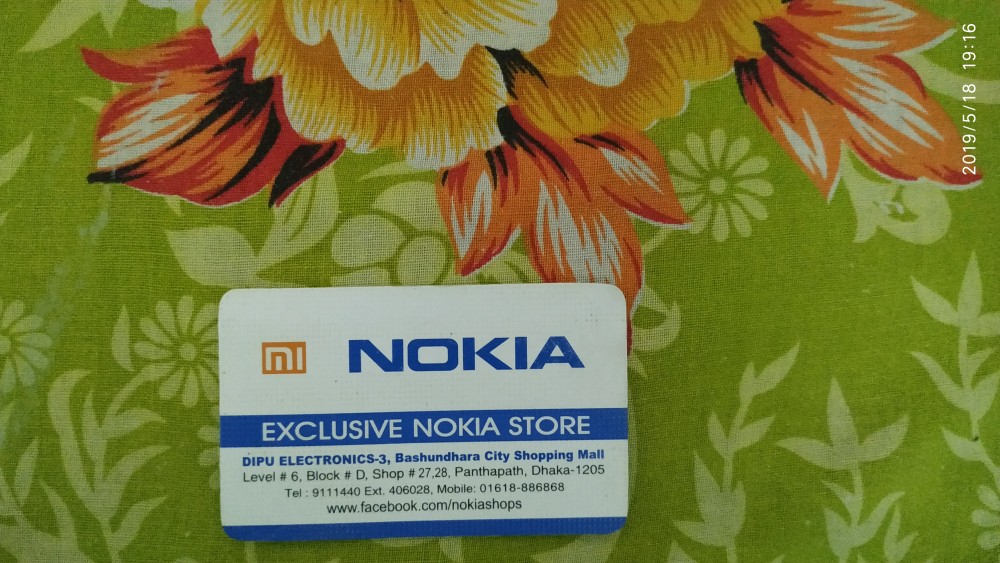 2019/5/18 19:16
mi NOKIA
EXCLUSIVE NOKIA STORE
DIPU ELECTRONICS-3, Bashundhara City Shopping Mall
Level # 6, Block # D, Shop # 27,28, Panthapath, Dhaka-1205
Tel : 9111440 Ext. 406028, Mobile: 01618-886868
www.facebook.com/nokiashops